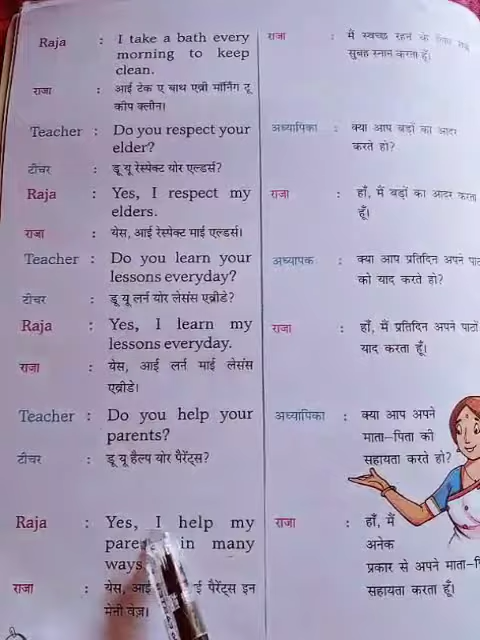 Raja : I take a bath every
morning to keep
clean.
राजा : आई टेक ए बाथ एव्री मॉर्निंग टू
कीप क्लीन।
Teacher : Do you respect your
elder?
टीचर : डू यू रेस्पेक्ट योर एल्डर्स?
Raja : Yes, I respect my
elders.
राजा : येस, आई रेस्पेक्ट माई एल्डर्स।
Teacher : Do you learn your
lessons everyday?
टीचर : डू यू लर्न योर लेसंस एव्रीडे?
Raja : Yes, I learn my
lessons everyday.
राजा : येस, आई लर्न माई लेसंस
एव्रीडे।
Teacher : Do you help your
parents?
टीचर : डू यू हैल्प योर पैरेंट्स?
Raja : Yes, I help my
in many
ways
राजा : येस, आई पैरेंट्स इन
मेनी वेज़।
राजा : मैं स्वच्छ रहने के लिए
सुबह स्नान करता हूँ।
अध्यापिका : क्या आप बड़ों का आदर
करते हो?
राजा : हाँ, मैं बड़ों का आदर करता
हूँ।
अध्यापक : क्या आप प्रतिदिन अपने
को याद करते हो?
राजा : हाँ, मैं प्रतिदिन अपने पाठों
याद करता हूँ।
अध्यापिका : क्या आप अपने
माता-पिता की
सहायता करते हो?
राजा : हाँ, मैं
अनेक
प्रकार से अपने
सहायता करता हूँ।